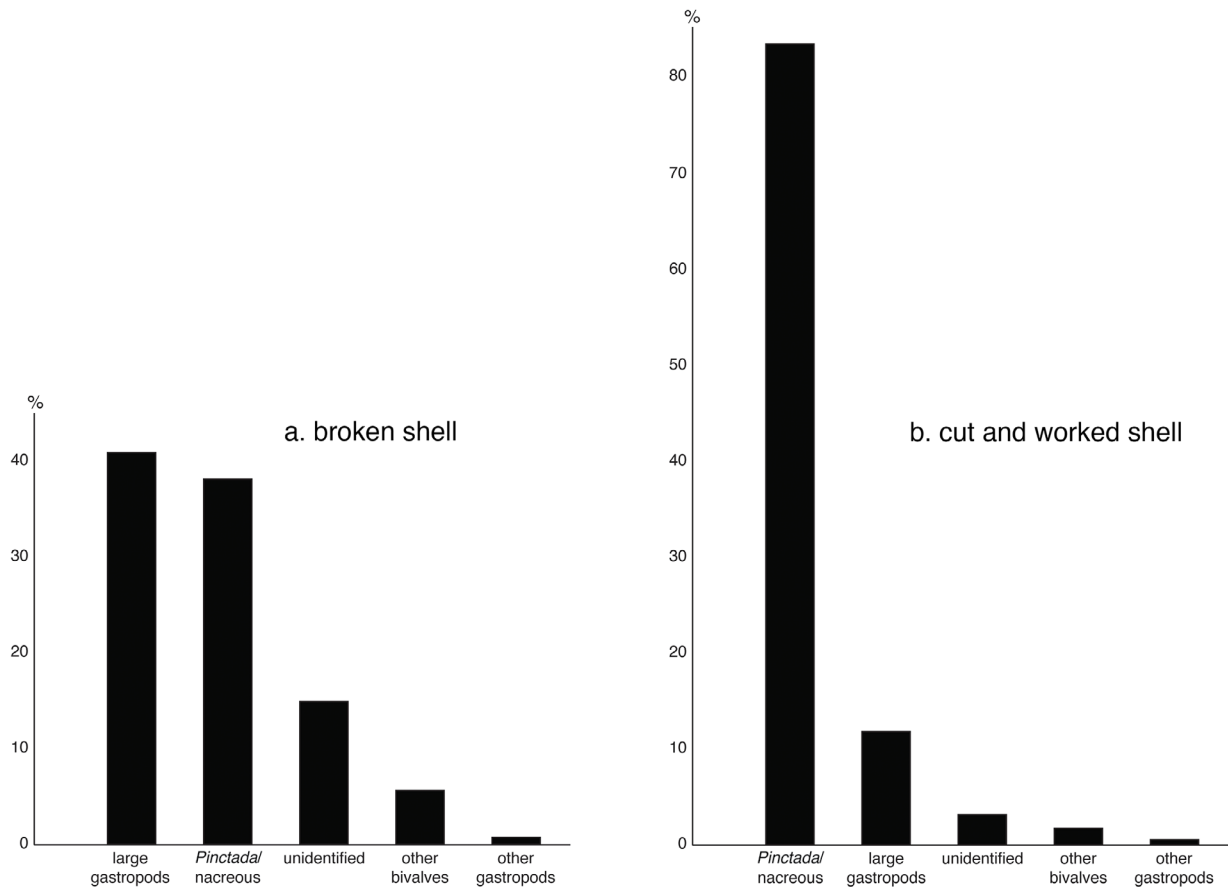 %
40
30
20
10
0
a. broken shell
large
gastropods
Pinctada/
nacreous
unidentified
other
bivalves
other
gastropods
%
80
70
60
50
40
30
20
10
0
b. cut and worked shell
Pinctada/
nacreous
large
gastropods
unidentified
other
bivalves
other
gastropods